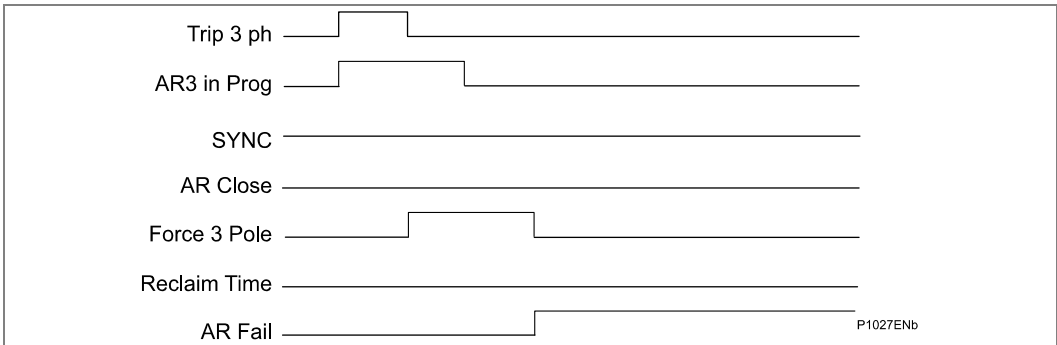 Trip 3 ph
AR3 in Prog
SYNC
AR Close
Force 3 Pole
Reclaim Time
AR Fail
P1027ENb